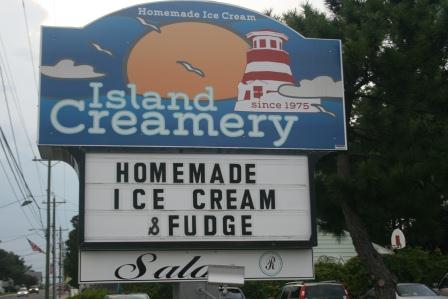 Homemade Ice Cream
Island
since 1975
Creamery
HOMEMADE
ICE CREAM
& FUDGE
R